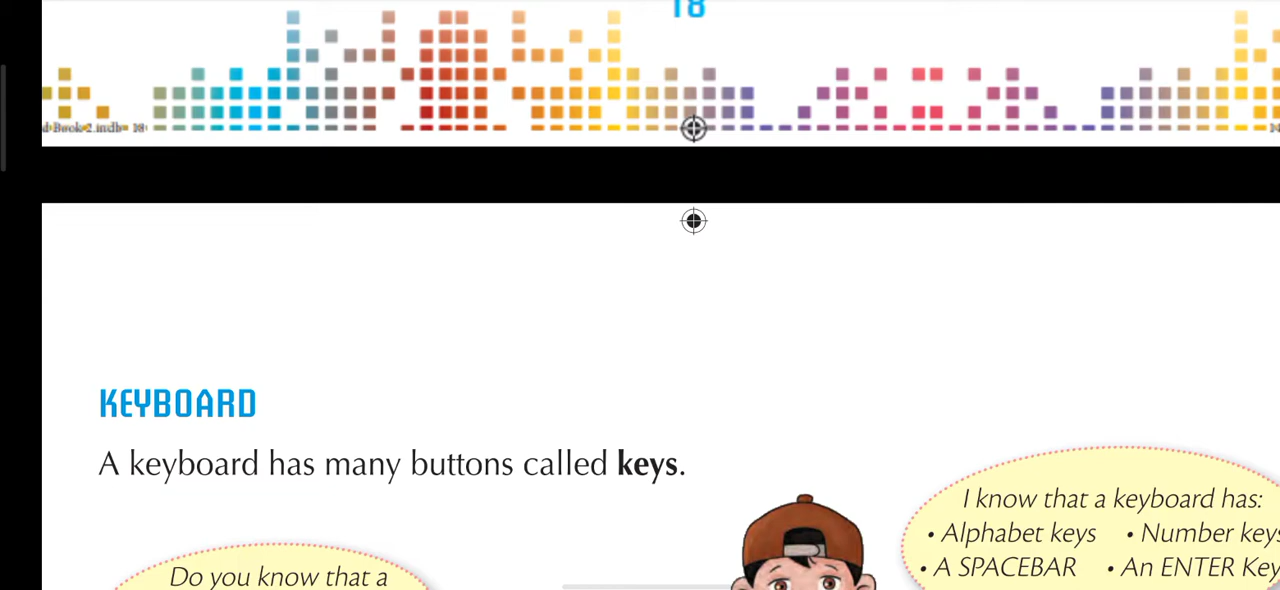 18
KEYBOARD
A keyboard has many buttons called keys.
I know that a keyboard has:
• Alphabet keys • Number keys
• A SPACEBAR • An ENTER Key
Do you know that a